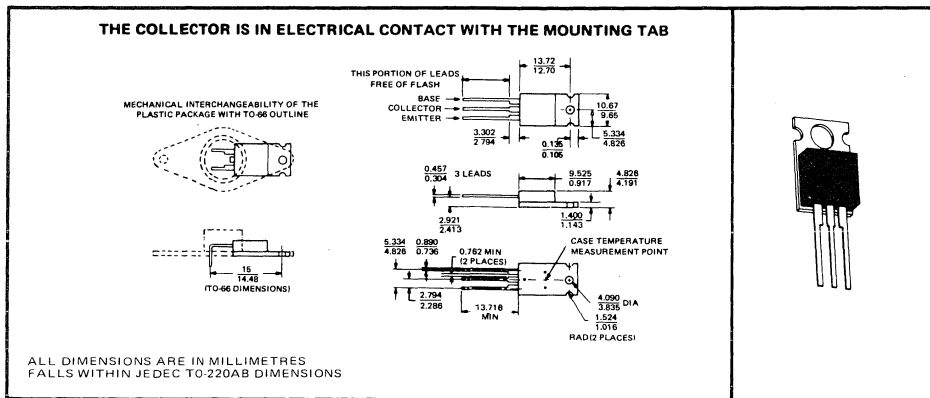 THE COLLECTOR IS IN ELECTRICAL CONTACT WITH THE MOUNTING TAB
MECHANICAL INTERCHANGEABILITY OF THE
PLASTIC PACKAGE WITH TO-66 OUTLINE
15
14.48
(TO-66 DIMENSIONS)
THIS PORTION OF LEADS
FREE OF FLASH
BASE
COLLECTOR
EMITTER
13.72
12.70
10.67
9.65
3.302
2.794
0.135
0.105
5.334
4.826
0.457
0.304
3 LEADS
9.525
0.917
4.826
4.191
2.921
2.413
1.400
1.143
5.334
4.826
0.890
0.736
0.762 MIN
(2 PLACES)
CASE TEMPERATURE
MEASUREMENT POINT
2.794
2.286
13.716
MIN
4.090
3.835
DIA
1.524
1.016
RAD(2 PLACES)
ALL DIMENSIONS ARE IN MILLIMETRES
FALLS WITHIN JEDEC TO-220AB DIMENSIONS